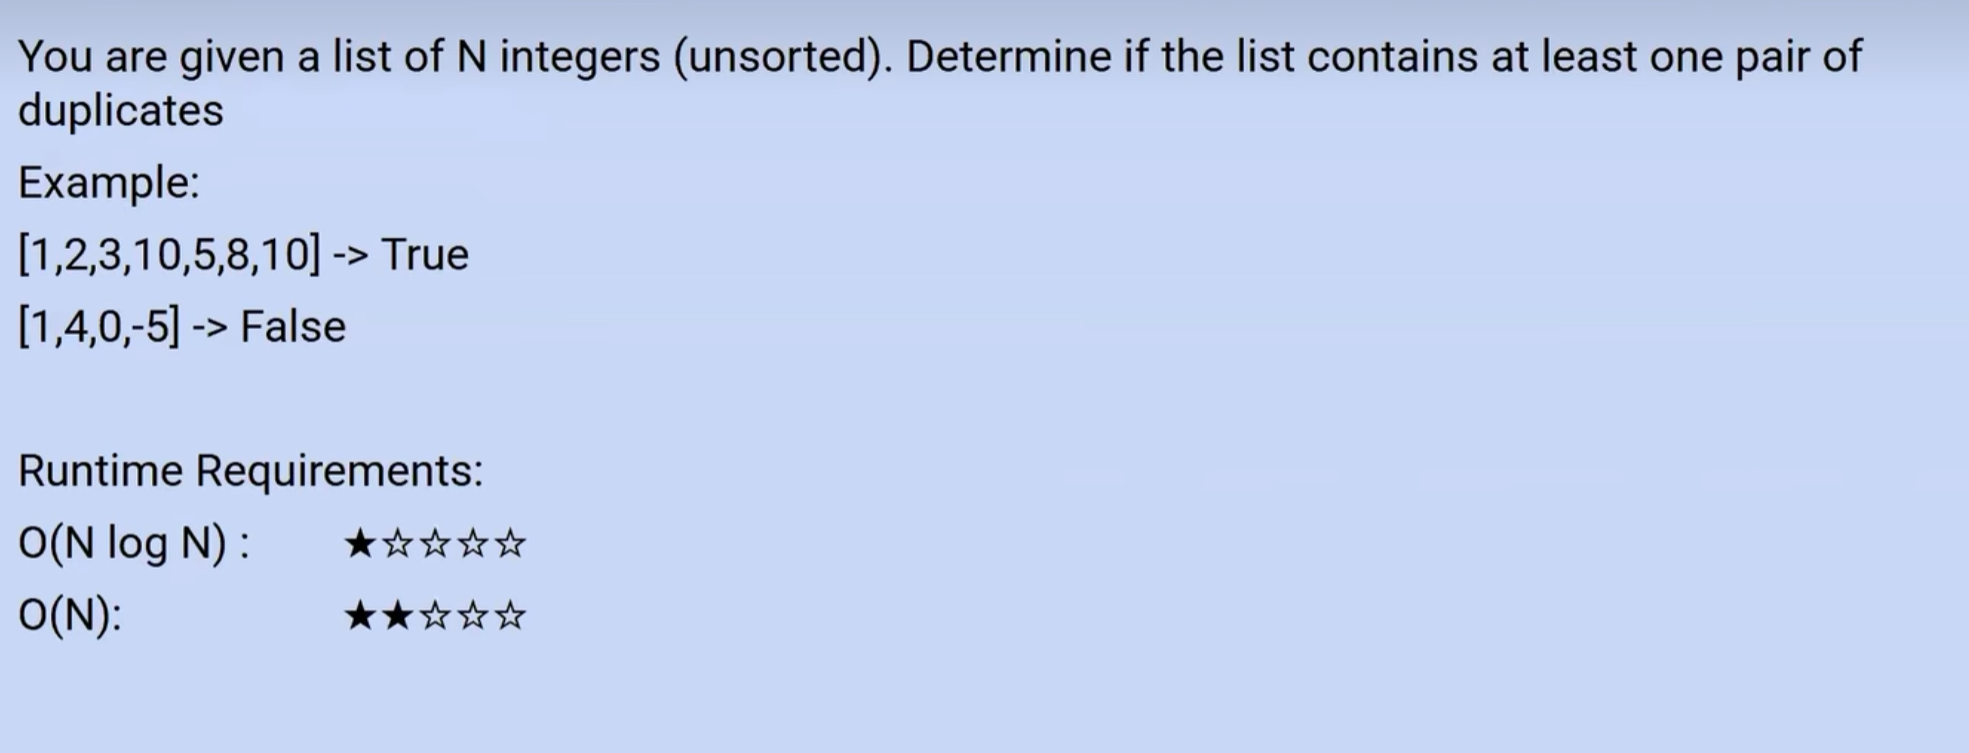 You are given a list of N integers (unsorted). Determine if the list contains at least one pair of
duplicates
Example:
[1,2,3,10,5,8,10] -> True
[1,4,0,-5] -> False
Runtime Requirements:
O(N log N) : ★☆☆☆☆
O(N): ★★☆☆☆